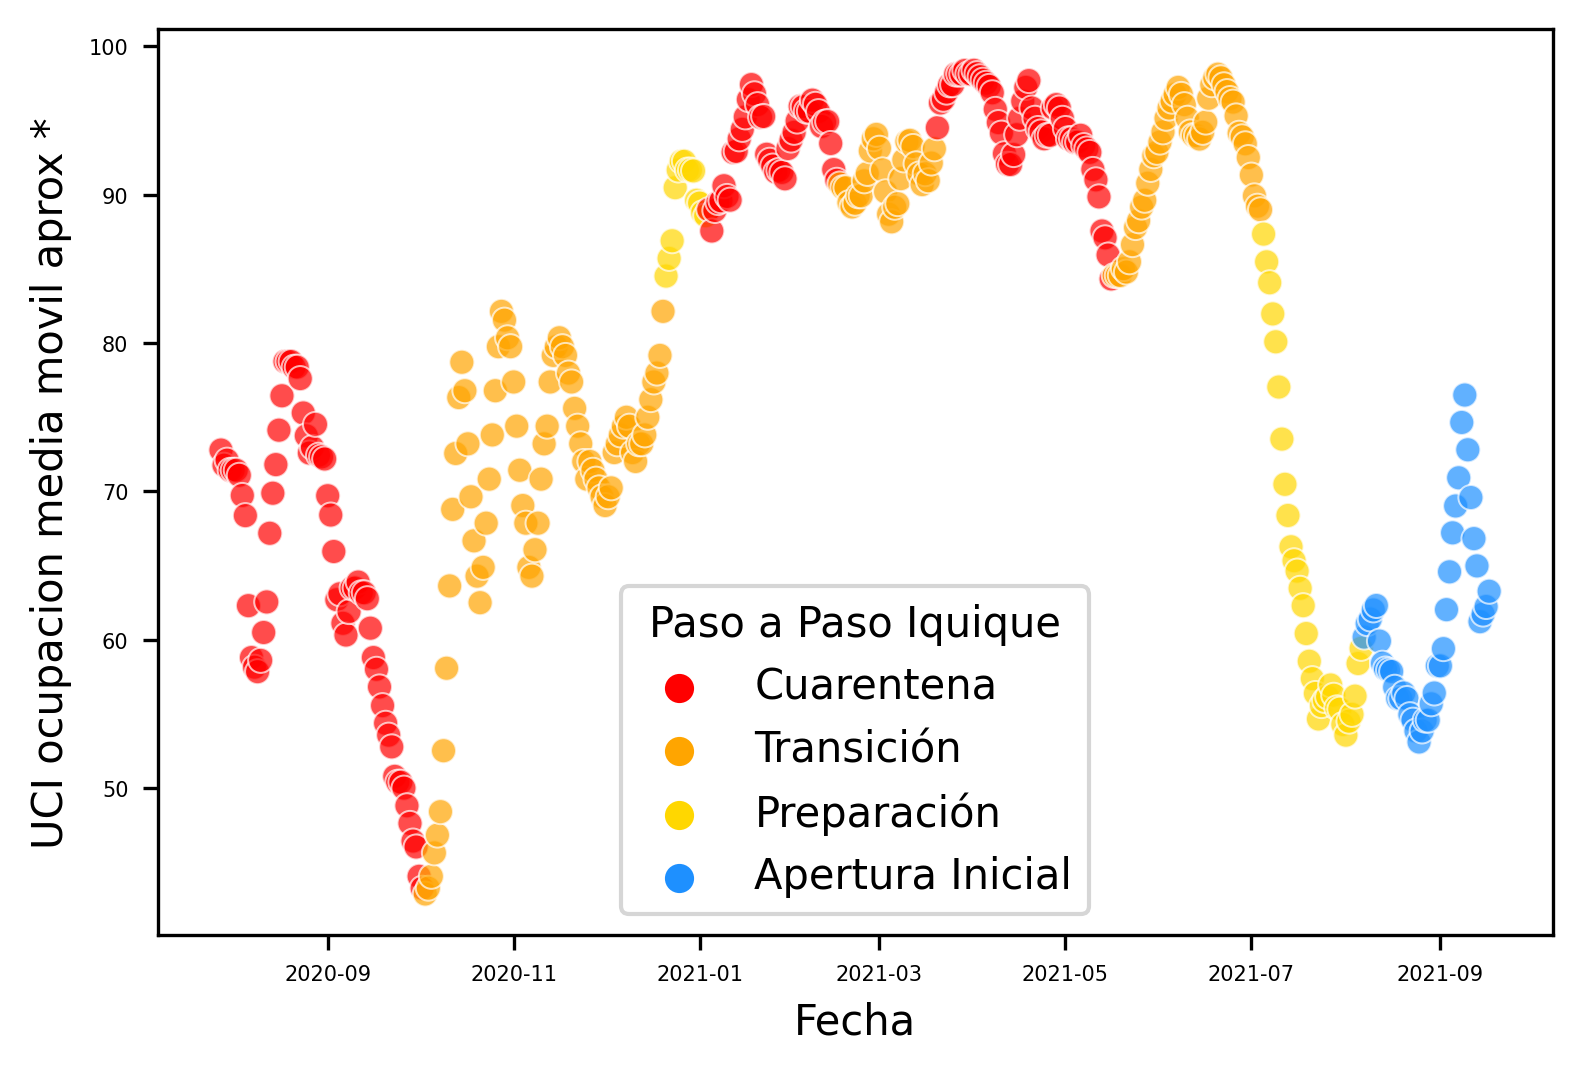 UCI ocupacion media movil aprox *
100
90
80
70
60
50
Paso a Paso Iquique
Cuarentena
Transición
Preparación
Apertura Inicial
2020-09
2020-11
2021-01
2021-03
2021-05
2021-07
2021-09
Fecha